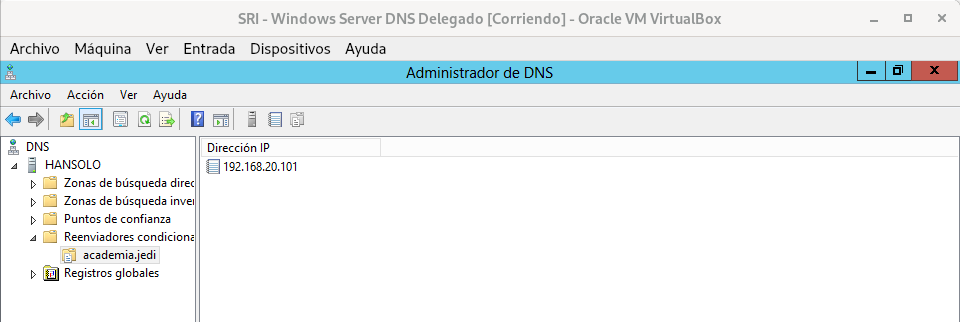 SRI - Windows Server DNS Delegado [Corriendo] - Oracle VM VirtualBox
Archivo Máquina Ver Entrada Dispositivos Ayuda
Administrador de DNS
Archivo Acción Ver Ayuda
DNS
HANSOLO
Zonas de búsqueda direc
Zonas de búsqueda inver
Puntos de confianza
Reenviadores condiciona
academia.jedi
Registros globales
Dirección IP
192.168.20.101